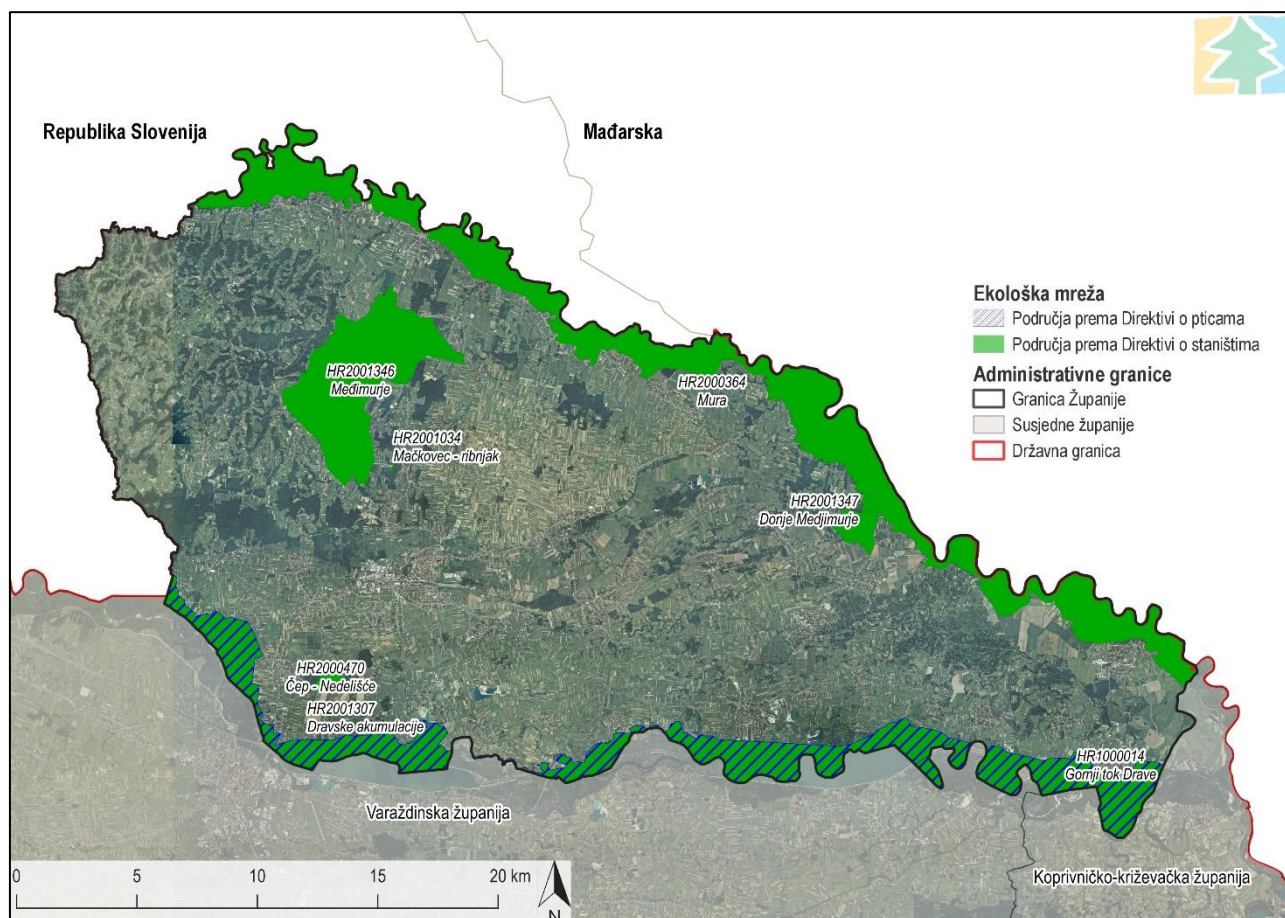 Republika Slovenija
Mađarska
Ekološka mreža
Područja prema Direktivi o pticama
Područja prema Direktivi o staništima
Administrativne granice
Granica Županije
Susjedne županije
Državna granica
HR2001346
Međimurje
HR2000364
Mura
HR2001034
Mačkovec - ribnjak
HR2001347
Donje Medjimurje
HR2000470
Čep - Nedelišće
HR2001307
Dravske akumulacije
HR1000014
Gornji tok Drave
Varaždinska županija
Koprivničko-križevačka županija
0 5 10 15 20 km
N